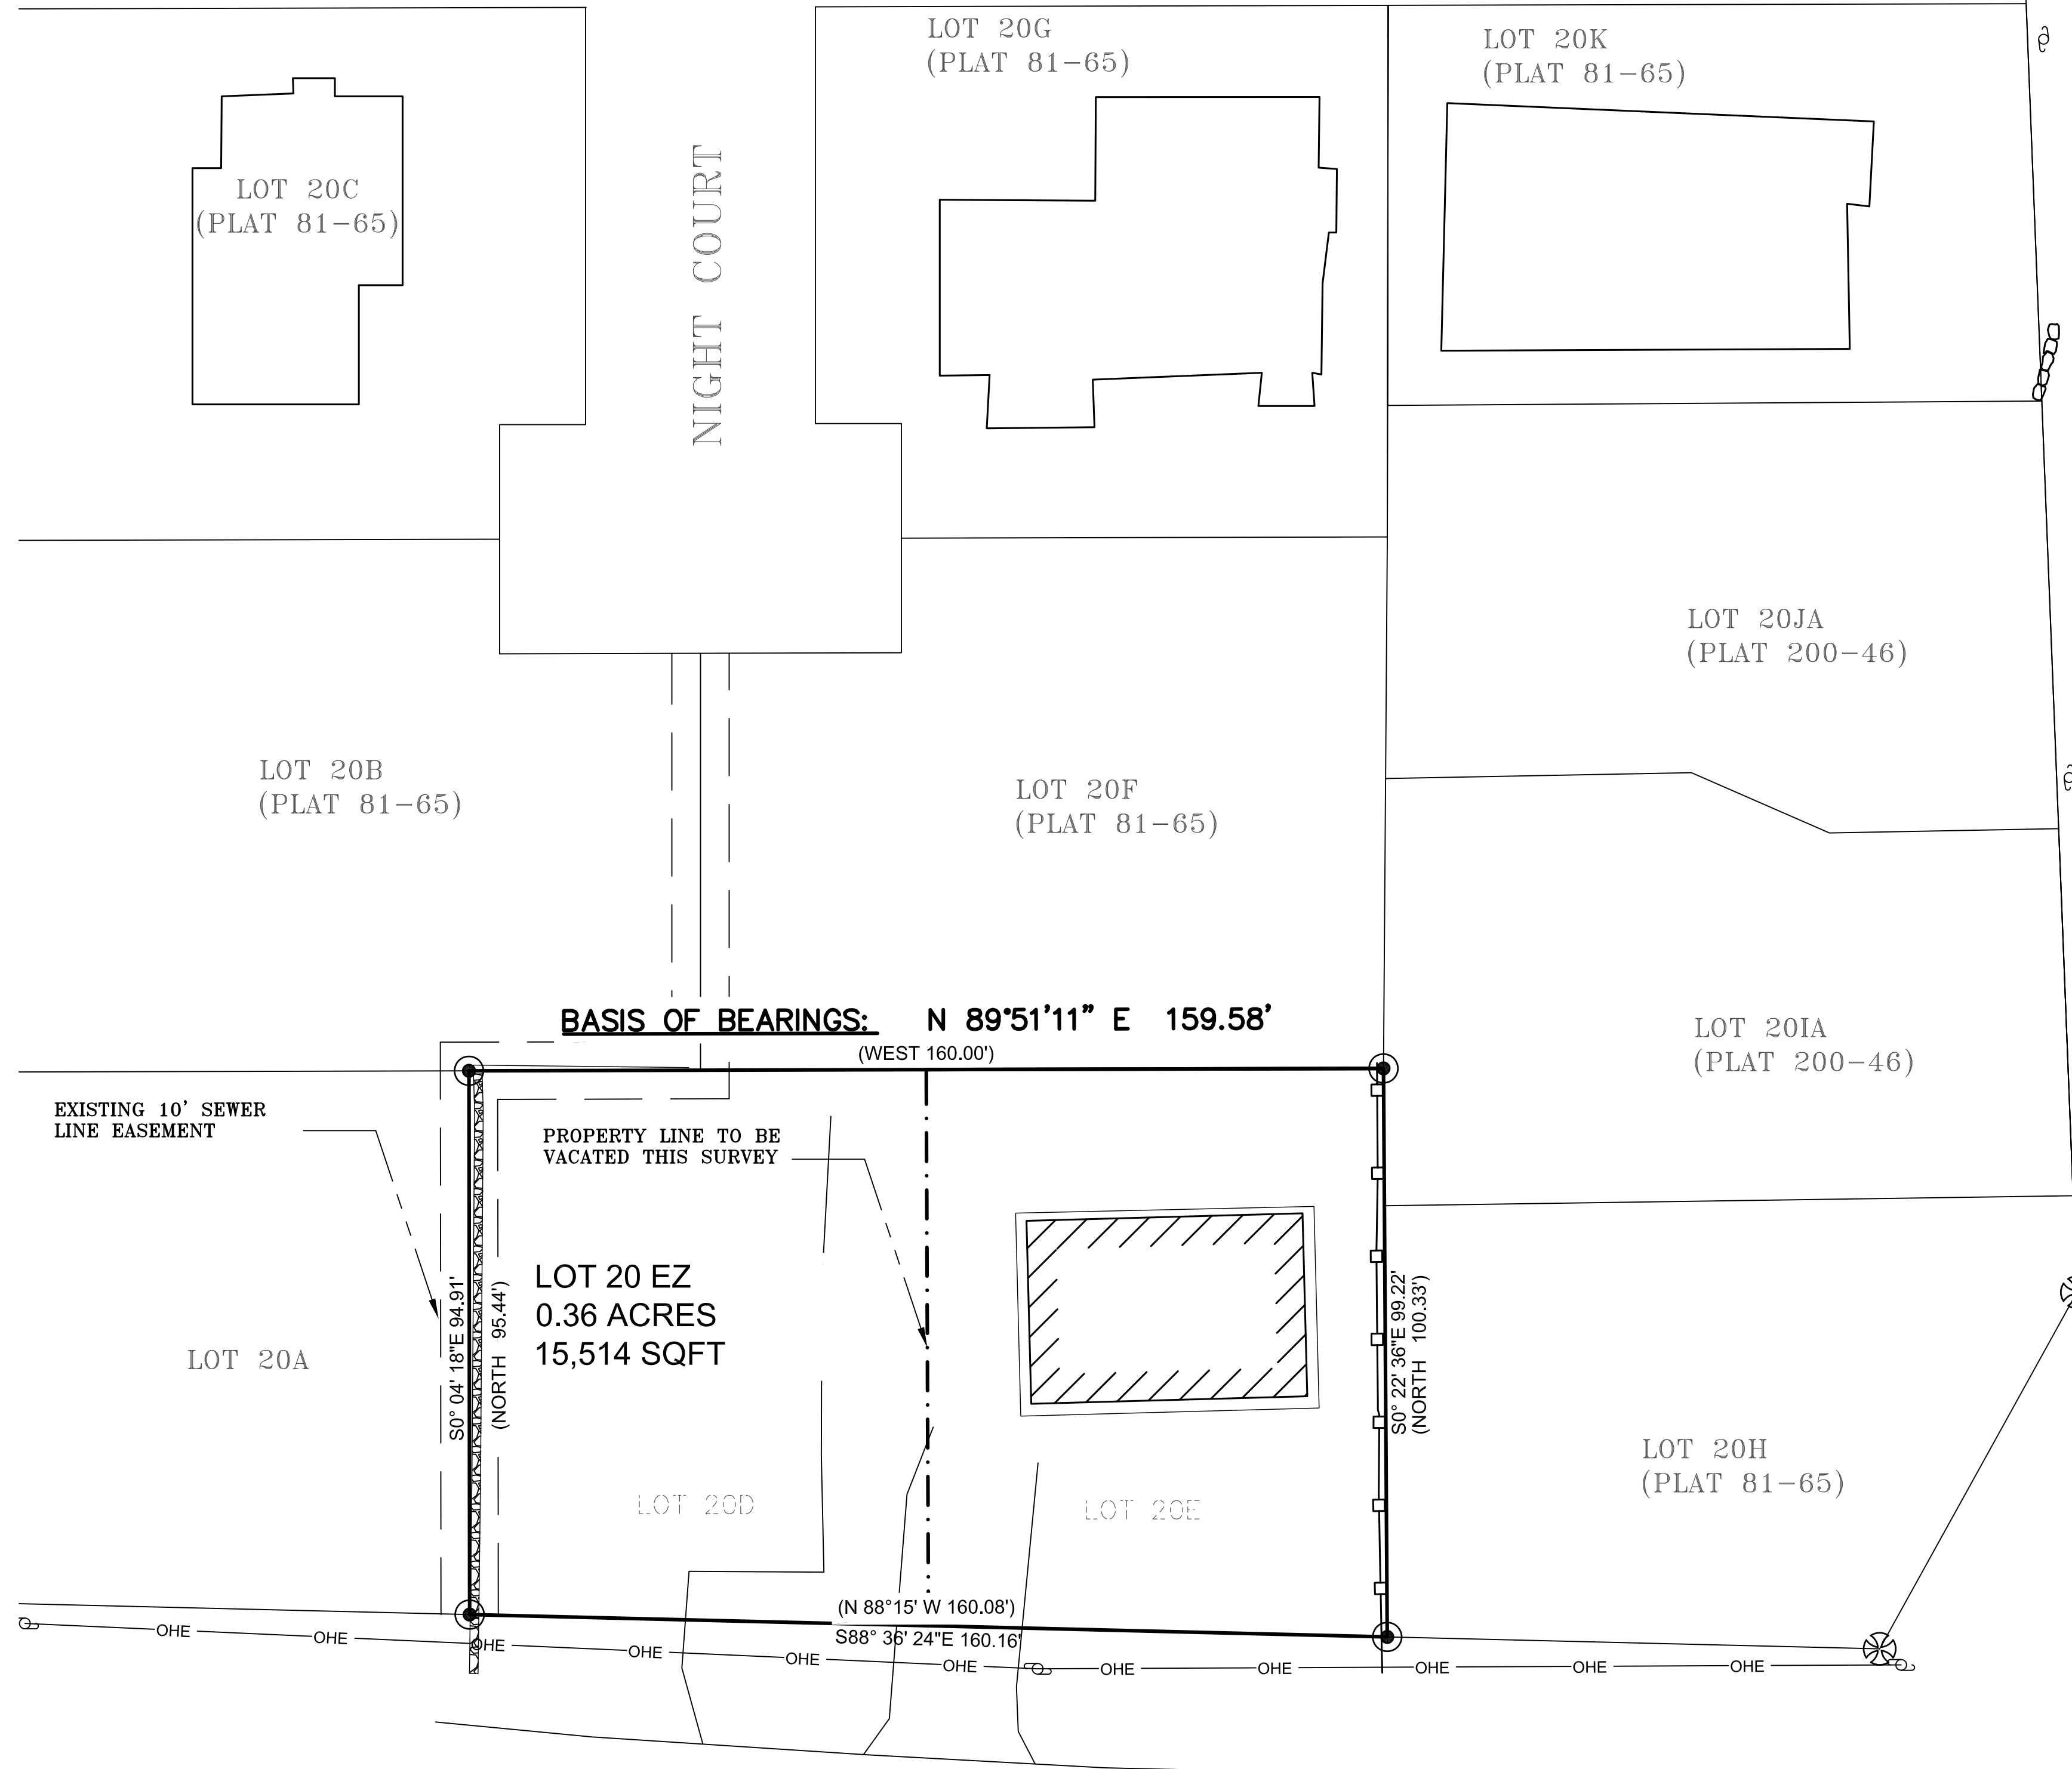 LOT 20G
(PLAT 81-65)
LOT 20K
(PLAT 81-65)
LOT 20C
(PLAT 81-65)
NIGHT COURT
LOT 20JA
(PLAT 200-46)
LOT 20B
(PLAT 81-65)
LOT 20F
(PLAT 81-65)
BASIS OF BEARINGS: N 89°51'11" E 159.58'
(WEST 160.00')
LOT 20IA
(PLAT 200-46)
EXISTING 10' SEWER
LINE EASEMENT
PROPERTY LINE TO BE
VACATED THIS SURVEY
LOT 20 EZ
0.36 ACRES
15,514 SQFT
S0° 04' 18"E 94.91'
(NORTH 95.44')
S0° 22' 36"E 99.22'
(NORTH 100.33')
LOT 20A
LOT 20H
(PLAT 81-65)
LOT 20D
LOT 20E
(N 88°15' W 160.08')
S88° 36' 24"E 160.16'
OHE OHE OHE OHE OHE OHE OHE OHE OHE OHE OHE